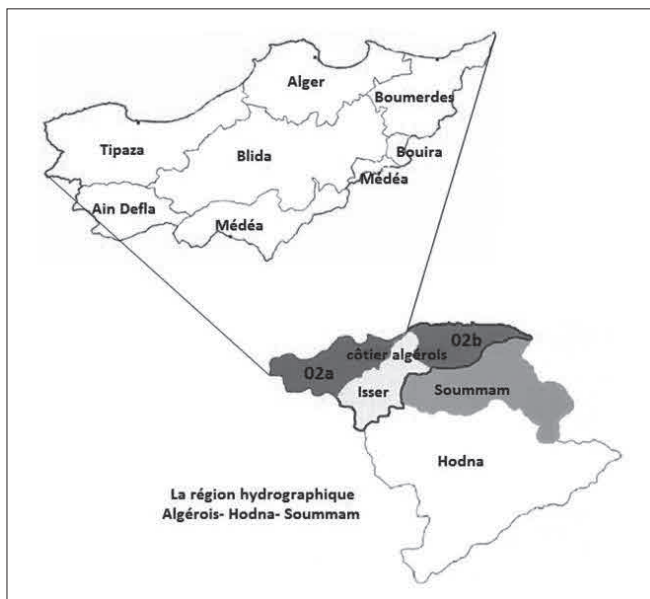 Alger
Boumerdes
Tipaza
Blida
Bouira
Médéa
Ain Defla
Médéa
02b
côtier algérois
02a
Isser
Soummam
Hodna
La région hydrographique
Algérois- Hodna- Soummam